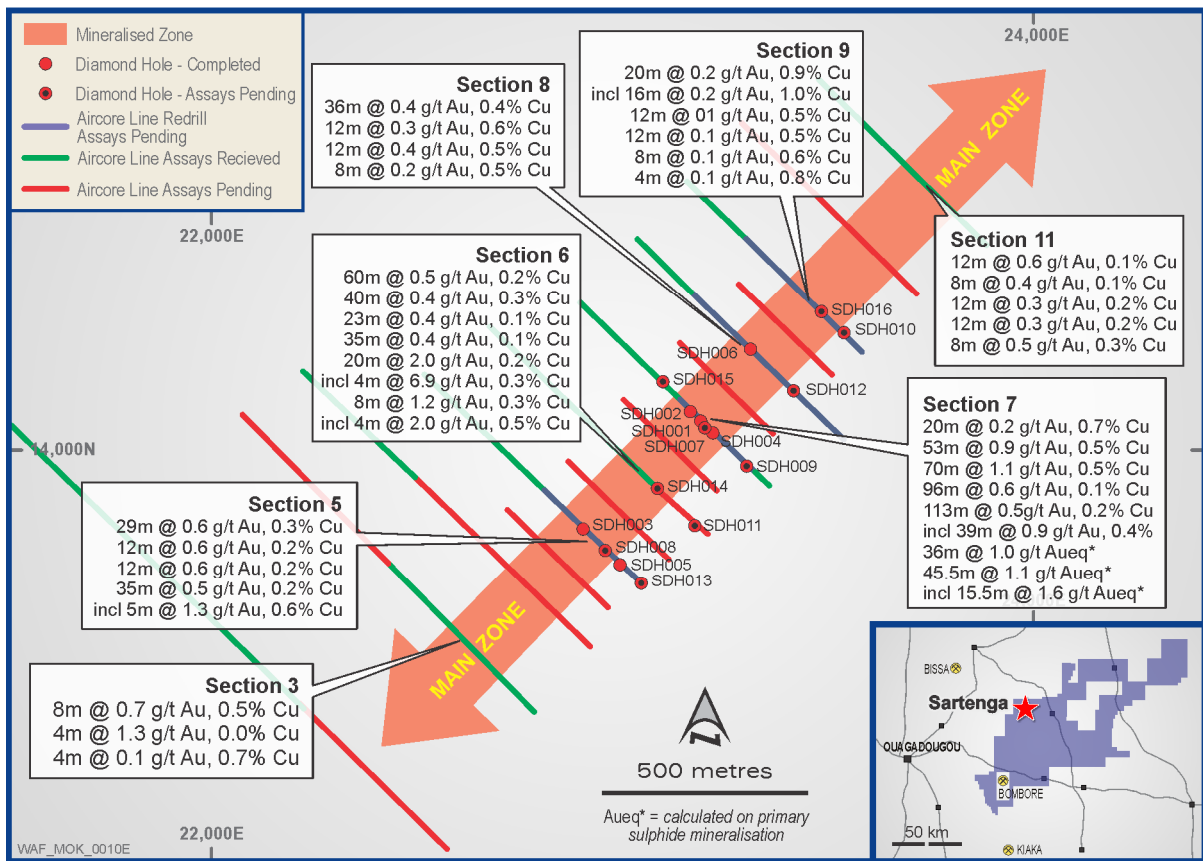 Mineralised Zone
Diamond Hole - Completed
Diamond Hole - Assays Pending
Aircore Line Redrill
Assays Pending
Aircore Line Assays Recieved
Aircore Line Assays Pending
24,000E
22,000E
Section 8
36m @ 0.4 g/t Au, 0.4% Cu
12m @ 0.3 g/t Au, 0.6% Cu
12m @ 0.4 g/t Au, 0.5% Cu
8m @ 0.2 g/t Au, 0.5% Cu
Section 9
20m @ 0.2 g/t Au, 0.9% Cu
incl 16m @ 0.2 g/t Au, 1.0% Cu
12m @ 01 g/t Au, 0.5% Cu
12m @ 0.1 g/t Au, 0.5% Cu
8m @ 0.1 g/t Au, 0.6% Cu
4m @ 0.1 g/t Au, 0.8% Cu
MAIN ZONE
Section 6
60m @ 0.5 g/t Au, 0.2% Cu
40m @ 0.4 g/t Au, 0.3% Cu
23m @ 0.4 g/t Au, 0.1% Cu
35m @ 0.4 g/t Au, 0.1% Cu
20m @ 2.0 g/t Au, 0.2% Cu
incl 4m @ 6.9 g/t Au, 0.3% Cu
8m @ 1.2 g/t Au, 0.3% Cu
incl 4m @ 2.0 g/t Au, 0.5% Cu
Section 11
12m @ 0.6 g/t Au, 0.1% Cu
8m @ 0.4 g/t Au, 0.1% Cu
12m @ 0.3 g/t Au, 0.2% Cu
12m @ 0.3 g/t Au, 0.2% Cu
8m @ 0.5 g/t Au, 0.3% Cu
SDH016
SDH010
SDH006
SDH015
SDH012
SDH002
SDH001
SDH004
SDH007
SDH009
SDH014
SDH011
SDH003
SDH008
SDH005
SDH013
14,000N
Section 7
20m @ 0.2 g/t Au, 0.7% Cu
53m @ 0.9 g/t Au, 0.5% Cu
70m @ 1.1 g/t Au, 0.5% Cu
96m @ 0.6 g/t Au, 0.1% Cu
113m @ 0.5g/t Au, 0.2% Cu
incl 39m @ 0.9 g/t Au, 0.4%
36m @ 1.0 g/t Aueq*
45.5m @ 1.1 g/t Aueq*
incl 15.5m @ 1.6 g/t Aueq*
Section 5
29m @ 0.6 g/t Au, 0.3% Cu
12m @ 0.6 g/t Au, 0.2% Cu
12m @ 0.6 g/t Au, 0.2% Cu
35m @ 0.5 g/t Au, 0.2% Cu
incl 5m @ 1.3 g/t Au, 0.6% Cu
MAIN ZONE
Section 3
8m @ 0.7 g/t Au, 0.5% Cu
4m @ 1.3 g/t Au, 0.0% Cu
4m @ 0.1 g/t Au, 0.7% Cu
N
500 metres
Aueq* = calculated on primary
sulphide mineralisation
BISSA
Sartenga
OUAGADOUGOU
BOMBORE
50 km
KIAKA
22,000E
WAF_MOK_0010E